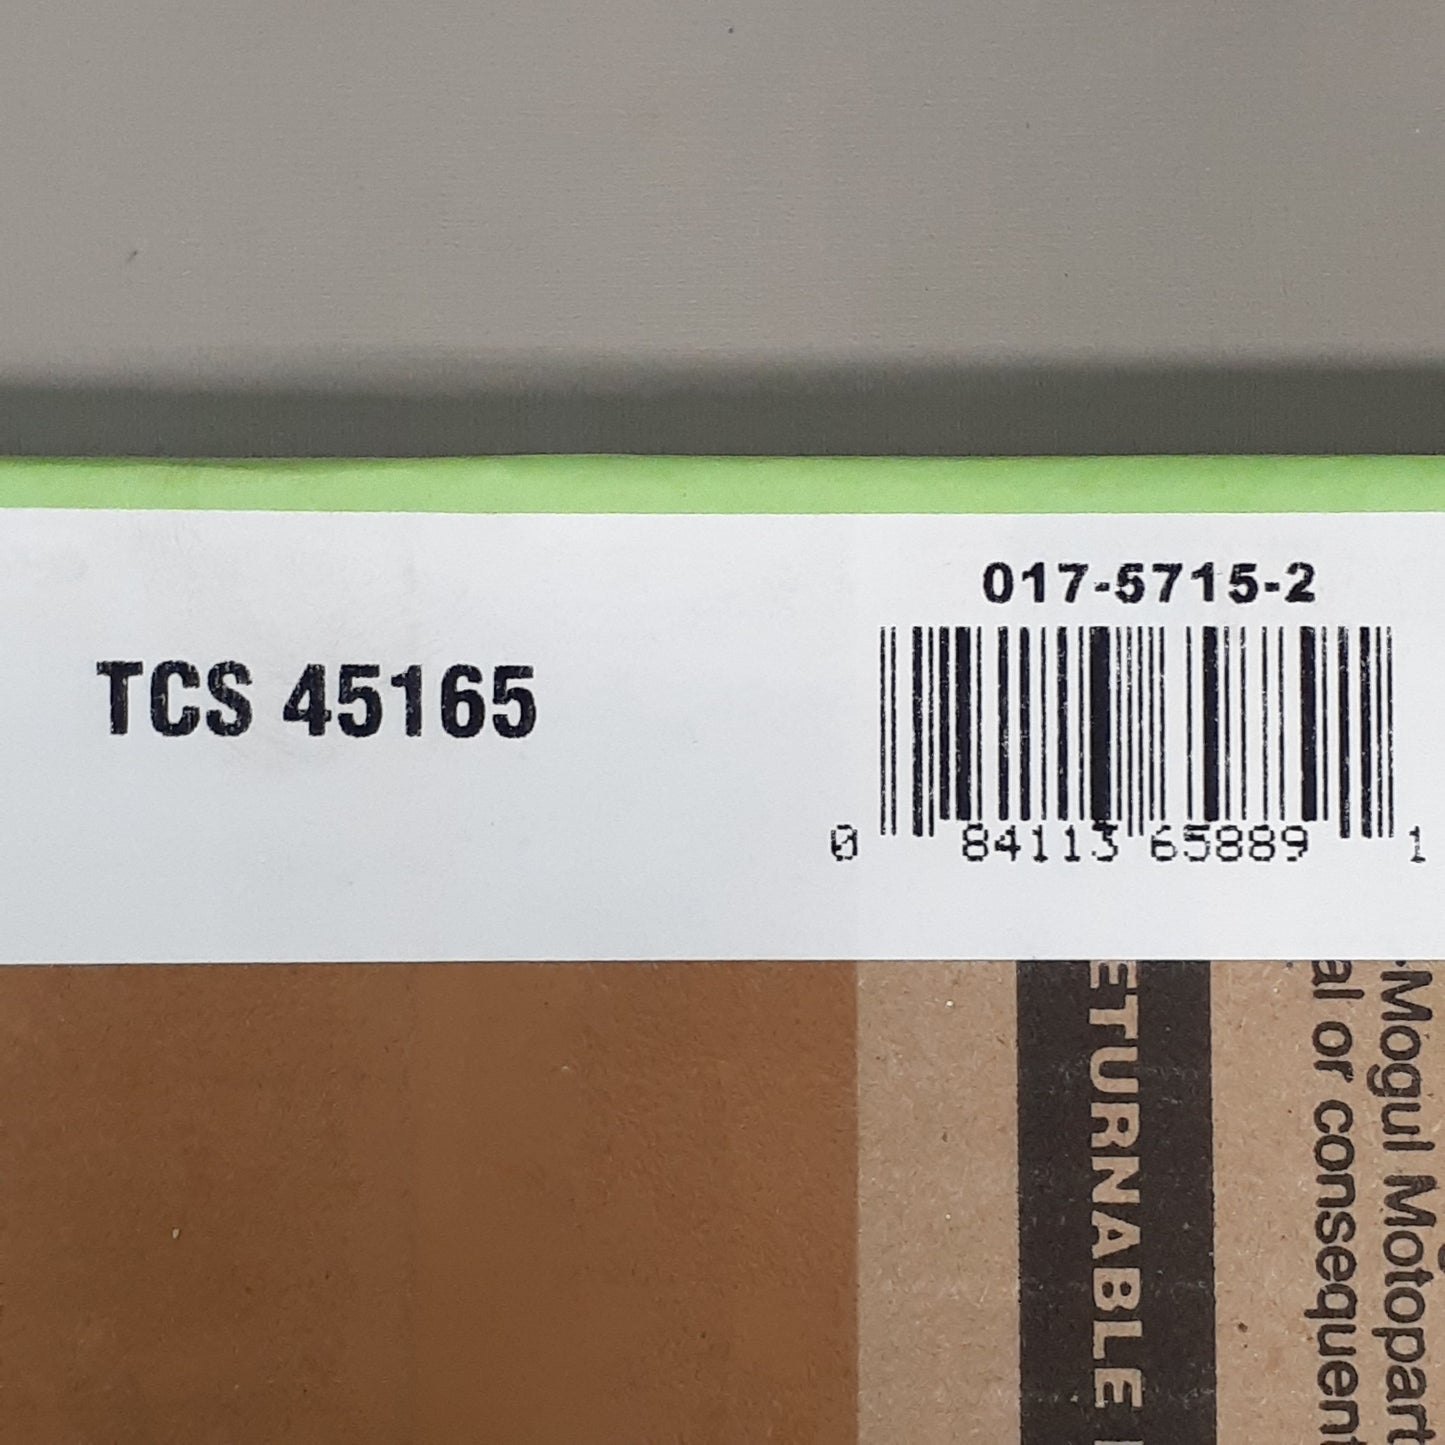 017-5715-2
TCS 45165
0 84113 65889 1
ETURNABLE
-Mogul Motopart
al or consequent